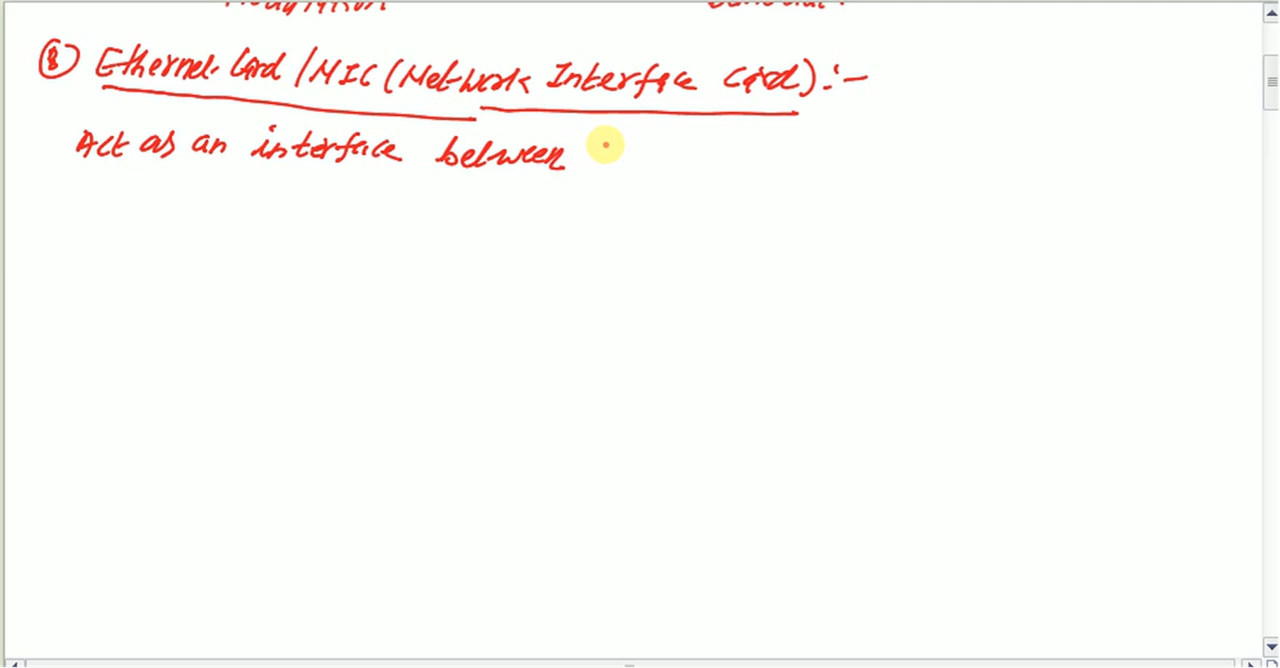 ⑧ Ethernet Card / NIC (Network Interface Card) :-
Act as an interface between